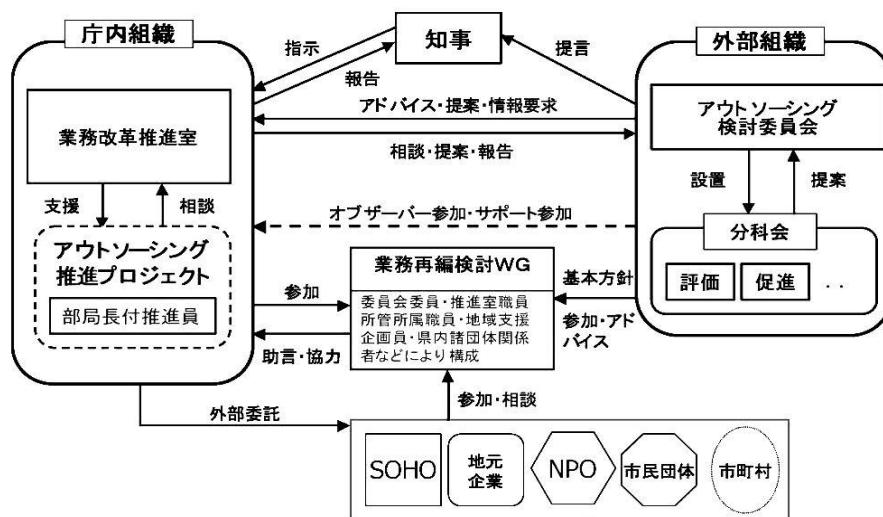 庁内組織
知事
外部組織
指示
報告
提言
アドバイス・提案・情報要求
相談・提案・報告
業務改革推進室
アウトソーシング
検討委員会
支援
相談
設置
提案
オブザーバー参加・サポート参加
アウトソーシング
推進プロジェクト
部局長付推進員
分科会
評価
促進
. .
業務再編検討WG
委員会委員・推進室職員
所管所属職員・地域支援
企画員・県内諸団体関係
者などにより構成
参加
助言・協力
基本方針
参加・アド
バイス
外部委託
参加・相談
SOHO
地元
企業
NPO
市民団体
市町村